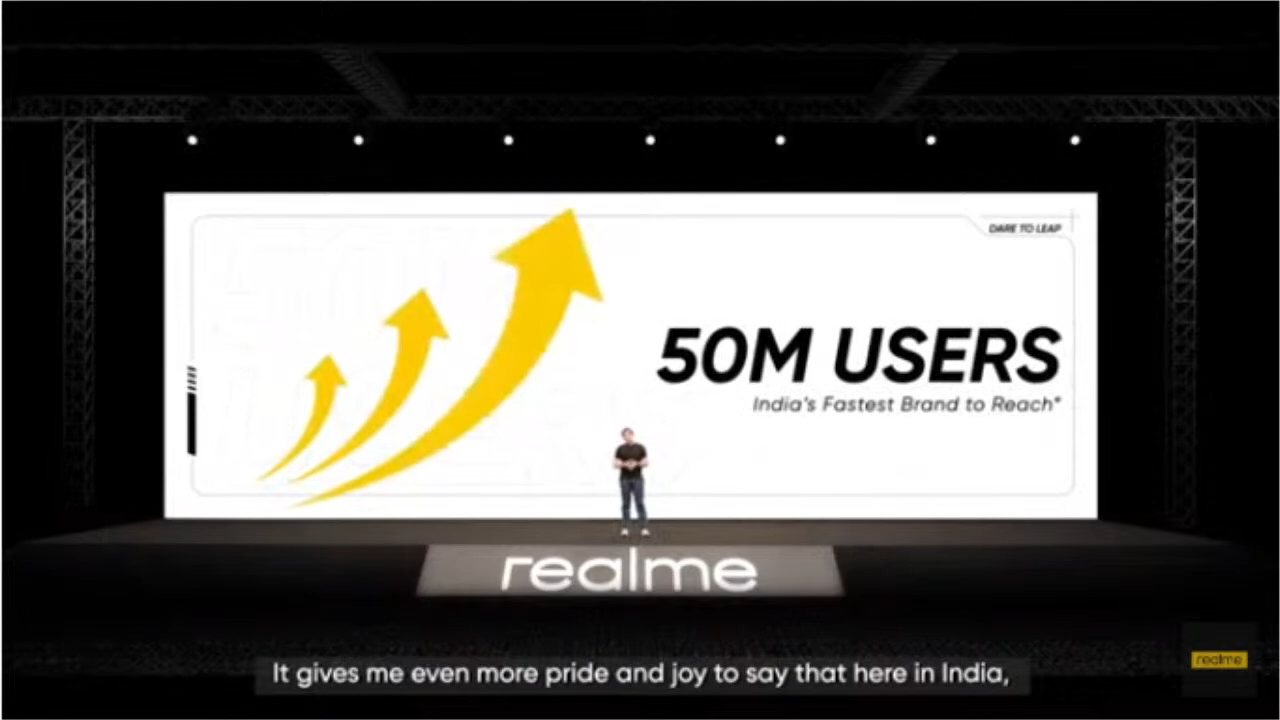 DARE TO LEAP
50M USERS
India's Fastest Brand to Reach*
realme
It gives me even more pride and joy to say that here in India,
realme